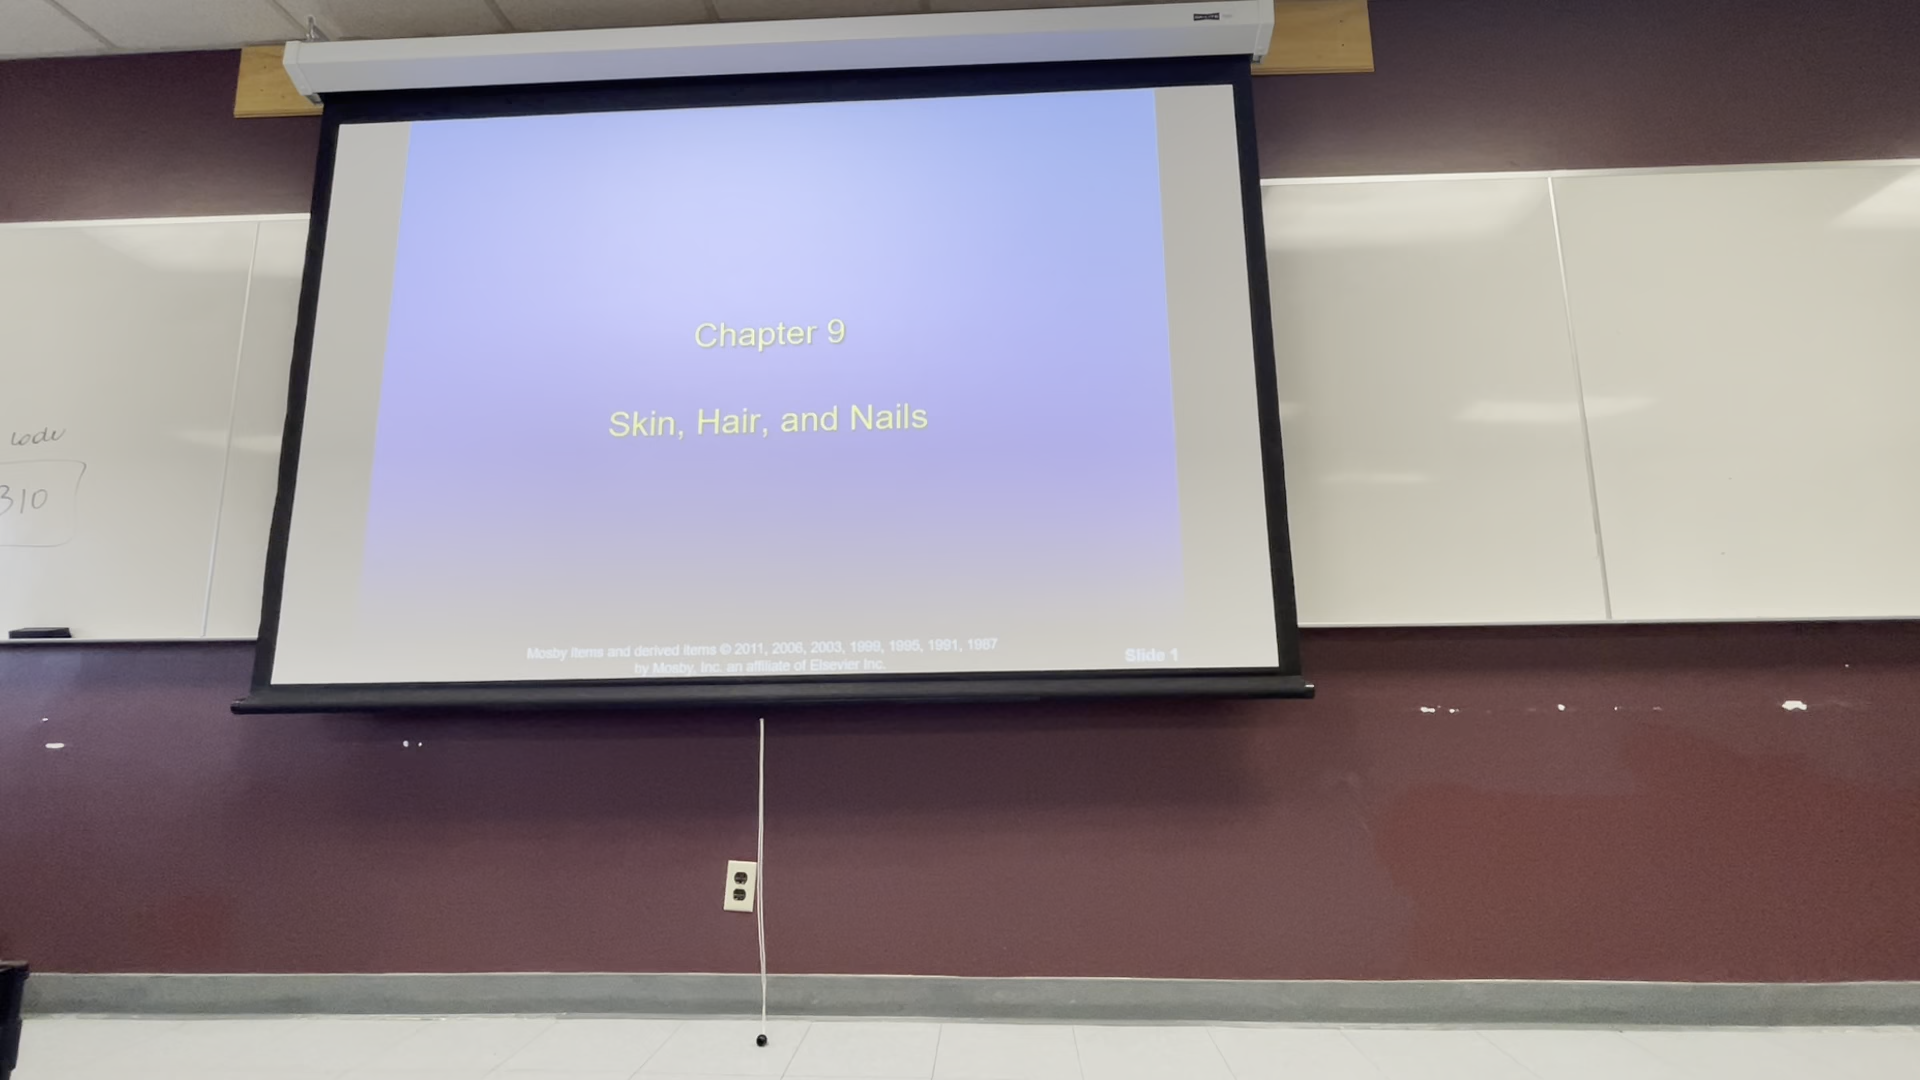 Chapter 9
Skin, Hair, and Nails
Mosby items and derived items © 2011, 2006, 2003, 1999, 1995, 1991, 1987
by Mosby, Inc. an affiliate of Elsevier Inc.
Slide 1
code
310